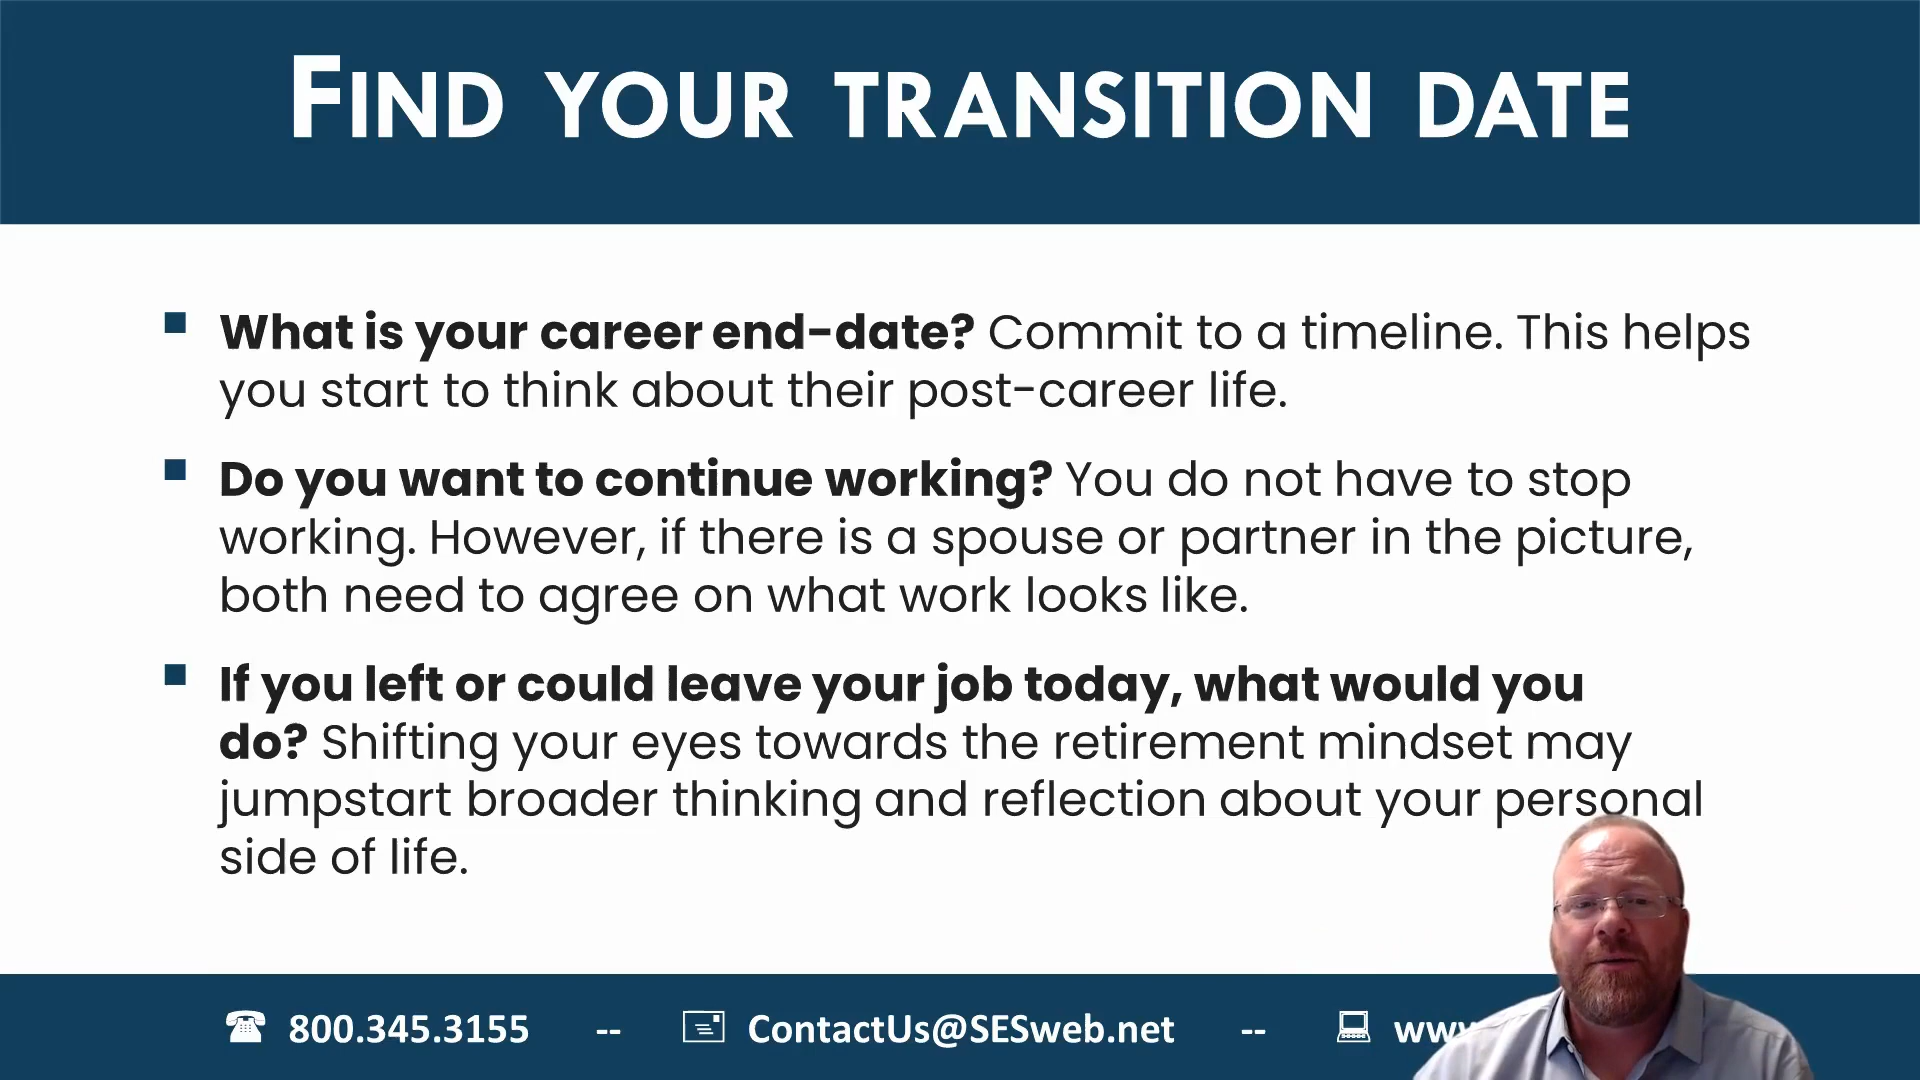 FIND YOUR TRANSITION DATE
What is your career end-date? Commit to a timeline. This helps
you start to think about their post-career life.
Do you want to continue working? You do not have to stop
working. However, if there is a spouse or partner in the picture,
both need to agree on what work looks like.
If you left or could leave your job today, what would you
do? Shifting your eyes towards the retirement mindset may
jumpstart broader thinking and reflection about your personal
side of life.
800.345.3155 -- ContactUs@SESweb.net --